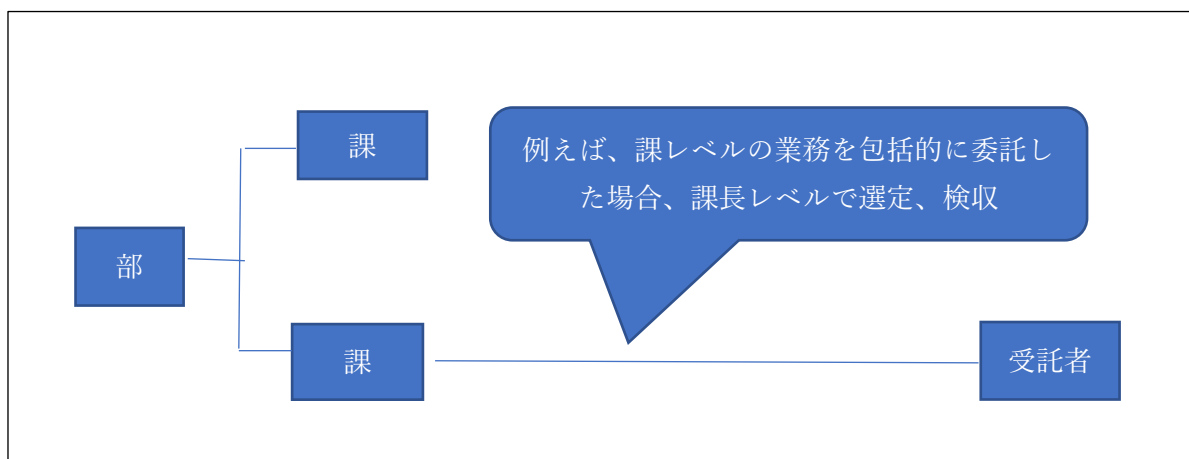 課
例えば、課レベルの業務を包括的に委託し
た場合、課長レベルで選定、検収
部
課
受託者